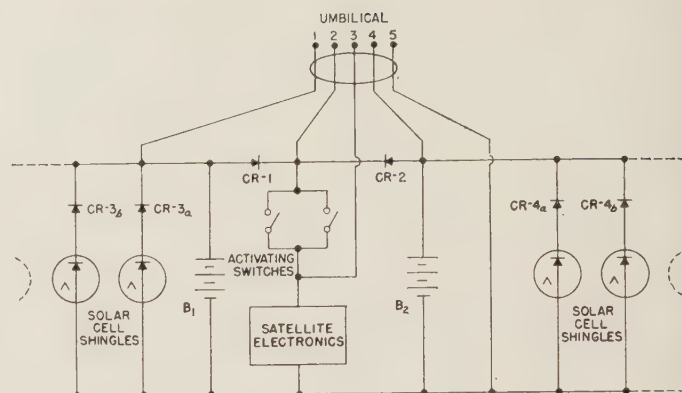 UMBILICAL
1 2 3 4 5
CR-1
CR-2
CR-3b
CR-3a
CR-4a
CR-4b
ACTIVATING
SWITCHES
B1
B2
SOLAR
CELL
SHINGLES
SATELLITE
ELECTRONICS
SOLAR
CELL
SHINGLES